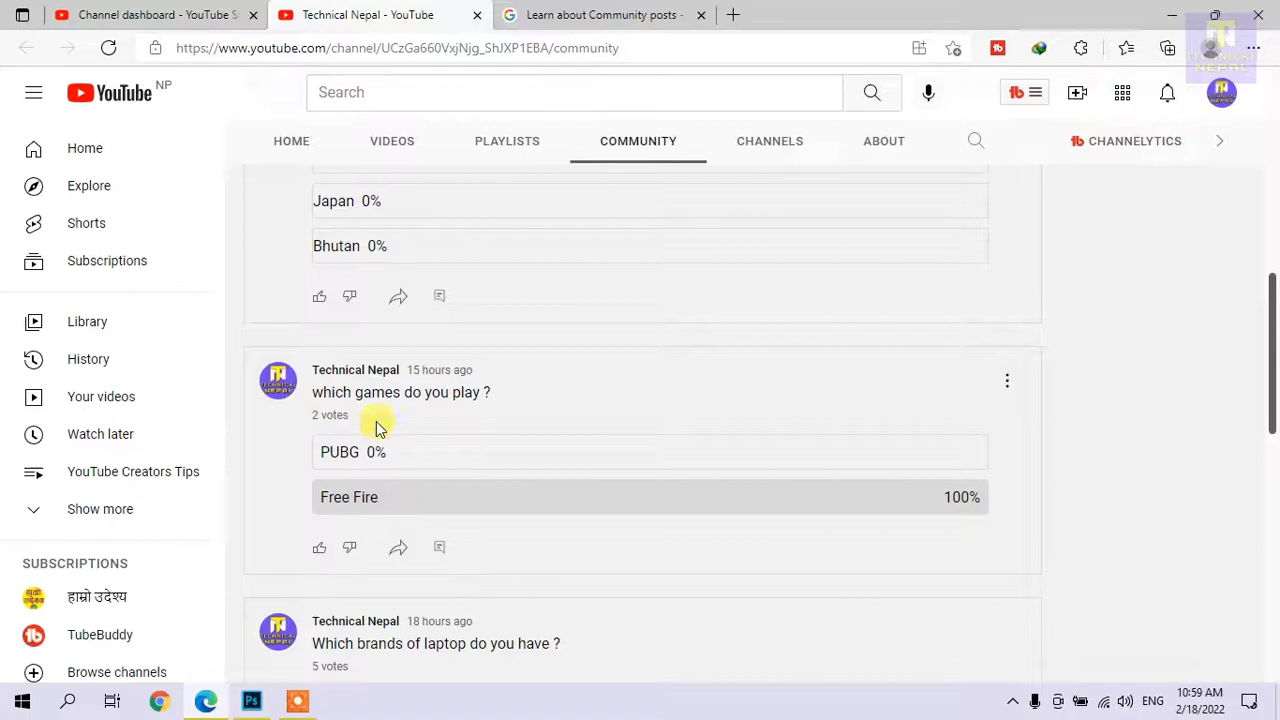 Channel dashboard - YouTube S
Technical Nepal - YouTube
Learn about Community posts -
https://www.youtube.com/channel/UCzGa660VxjNjg_ShJXP1EBA/community
TECHNICAL
NEPAL
YouTube NP
Search
HOME VIDEOS PLAYLISTS COMMUNITY CHANNELS ABOUT CHANNELYTICS
Home
Explore
Shorts
Subscriptions
Library
History
Your videos
Watch later
YouTube Creators Tips
Show more
SUBSCRIPTIONS
हाम्रो उदेश्य
TubeBuddy
Browse channels
Japan 0%
Bhutan 0%
Technical Nepal 15 hours ago
which games do you play ?
2 votes
PUBG 0%
Free Fire 100%
Technical Nepal 18 hours ago
Which brands of laptop do you have ?
5 votes
Ps
ENG
10:59 AM
2/18/2022